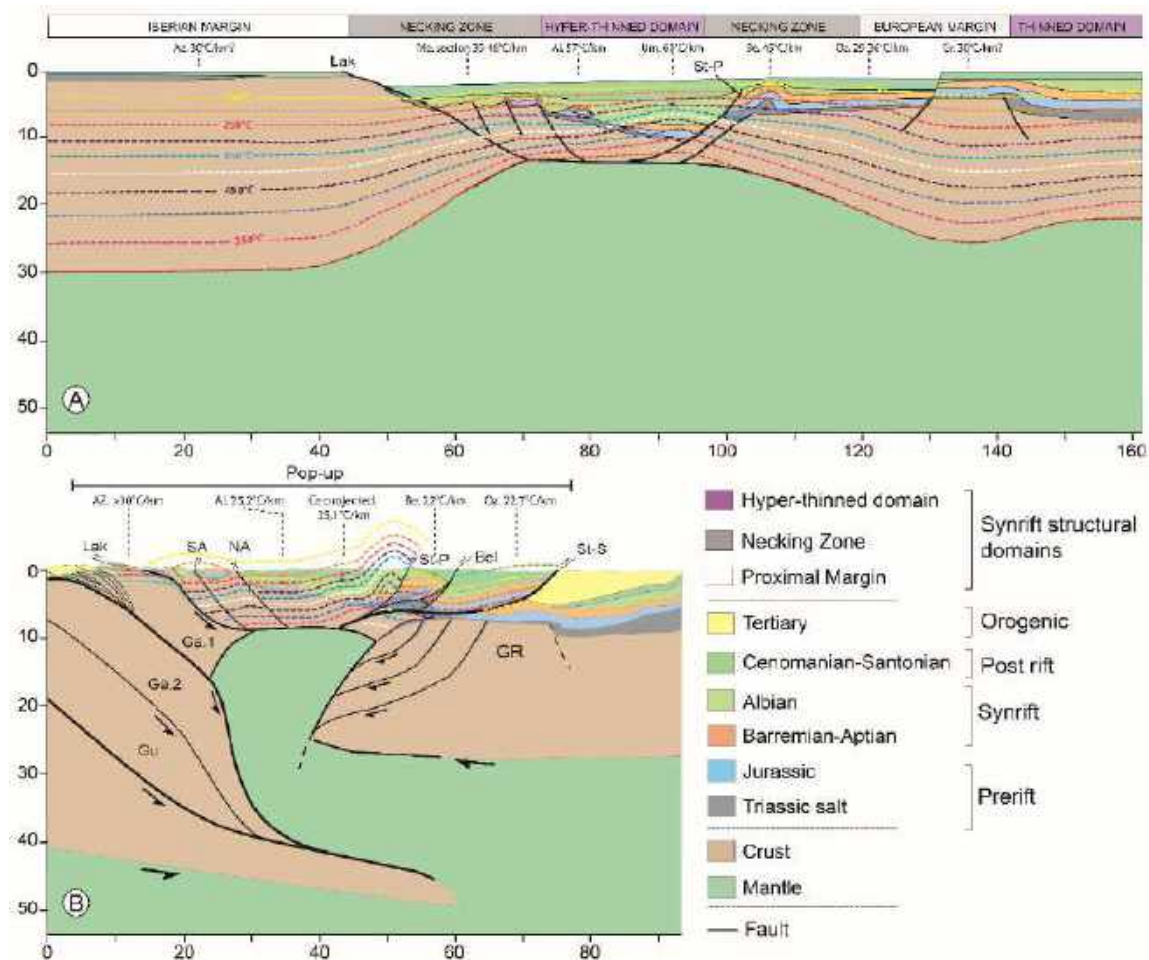 IBERIAN MARGIN NECKING ZONE HYPER-THINNED DOMAIN NECKING ZONE EUROPEAN MARGIN THINNED DOMAIN
Lak
St-P
0
10
20
30
40
50
A
0 20 40 60 80 100 120 140 160
Pop-up
Lak SA NA St-P Bel St-S
0
10
20
30
40
50
Ga.1
Ga.2
Gu
GR
B
0 20 40 60 80
Hyper-thinned domain
Necking Zone
Proximal Margin
Synrift structural
domains
Tertiary
Orogenic
Cenomanian-Santonian
Post rift
Albian
Barremian-Aptian
Synrift
Jurassic
Triassic salt
Prerift
Crust
Mantle
Fault